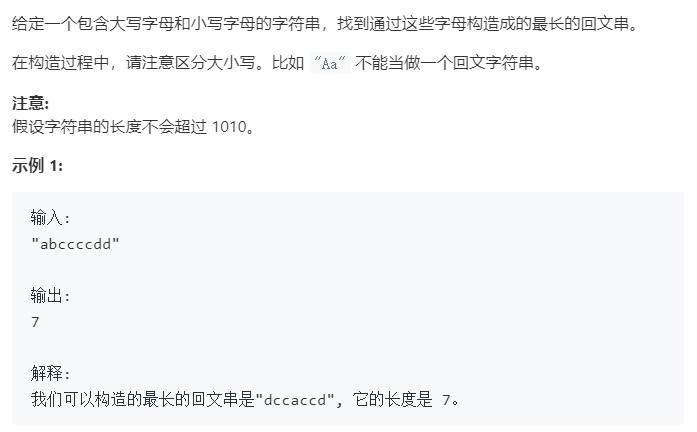 给定一个包含大写字母和小写字母的字符串，找到通过这些字母构造成的最长的回文串。
在构造过程中，请注意区分大小写。比如 "Aa" 不能当做一个回文字符串。
注意:
假设字符串的长度不会超过 1010。
示例 1:
输入:
"abccccdd"
输出:
7
解释:
我们可以构造的最长的回文串是"dccaccd", 它的长度是 7。